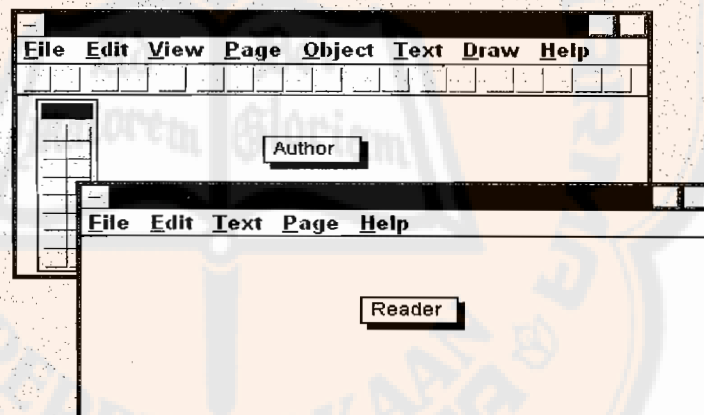 File Edit View Page Object Text Draw Help
Author
File Edit Text Page Help
Reader